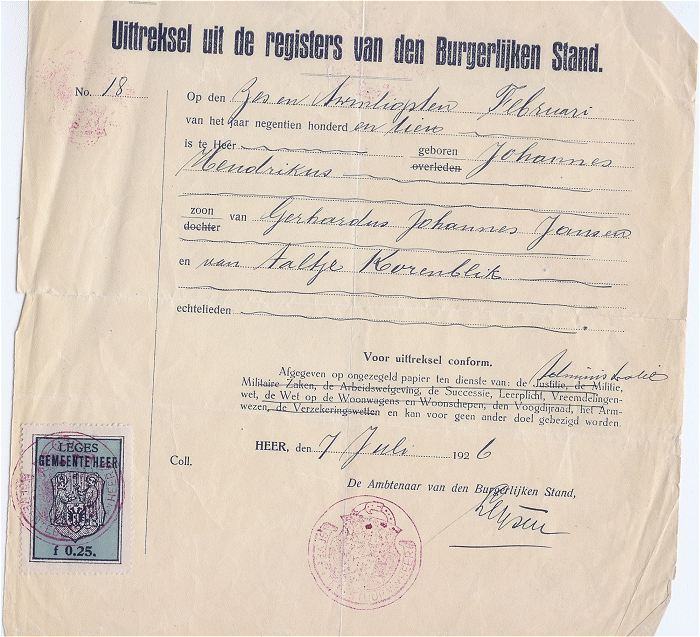 Uittreksel uit de registers van den Burgerlijken Stand.
No. 18
Op den Zes en twintigsten Februari
van het jaar negentien honderd en tien
is te Heer geboren Johannes
overleden
Hendrikus
zoon van Gerhardus Johannes Jansen
dochter
en van Aaltje Korenblik
echtelieden
Voor uittreksel conform.
Administratie
Afgegeven op ongezegeld papier ten dienste van: de Justitie, de Militie,
Militaire Zaken, de Arbeidswetgeving, de Successie, Leerplicht, Vreemdelingen-
wet, de Wet op de Woonwagens en Woonschepen, den Voogdijraad, het Arm-
wezen, de Verzekeringswetten en kan voor geen ander doel gebezigd worden.
HEER, den 7 Juli 1926
Coll.
De Ambtenaar van den Burgerlijken Stand,
LEGES
GEMEENTE HEER
f 0.25.